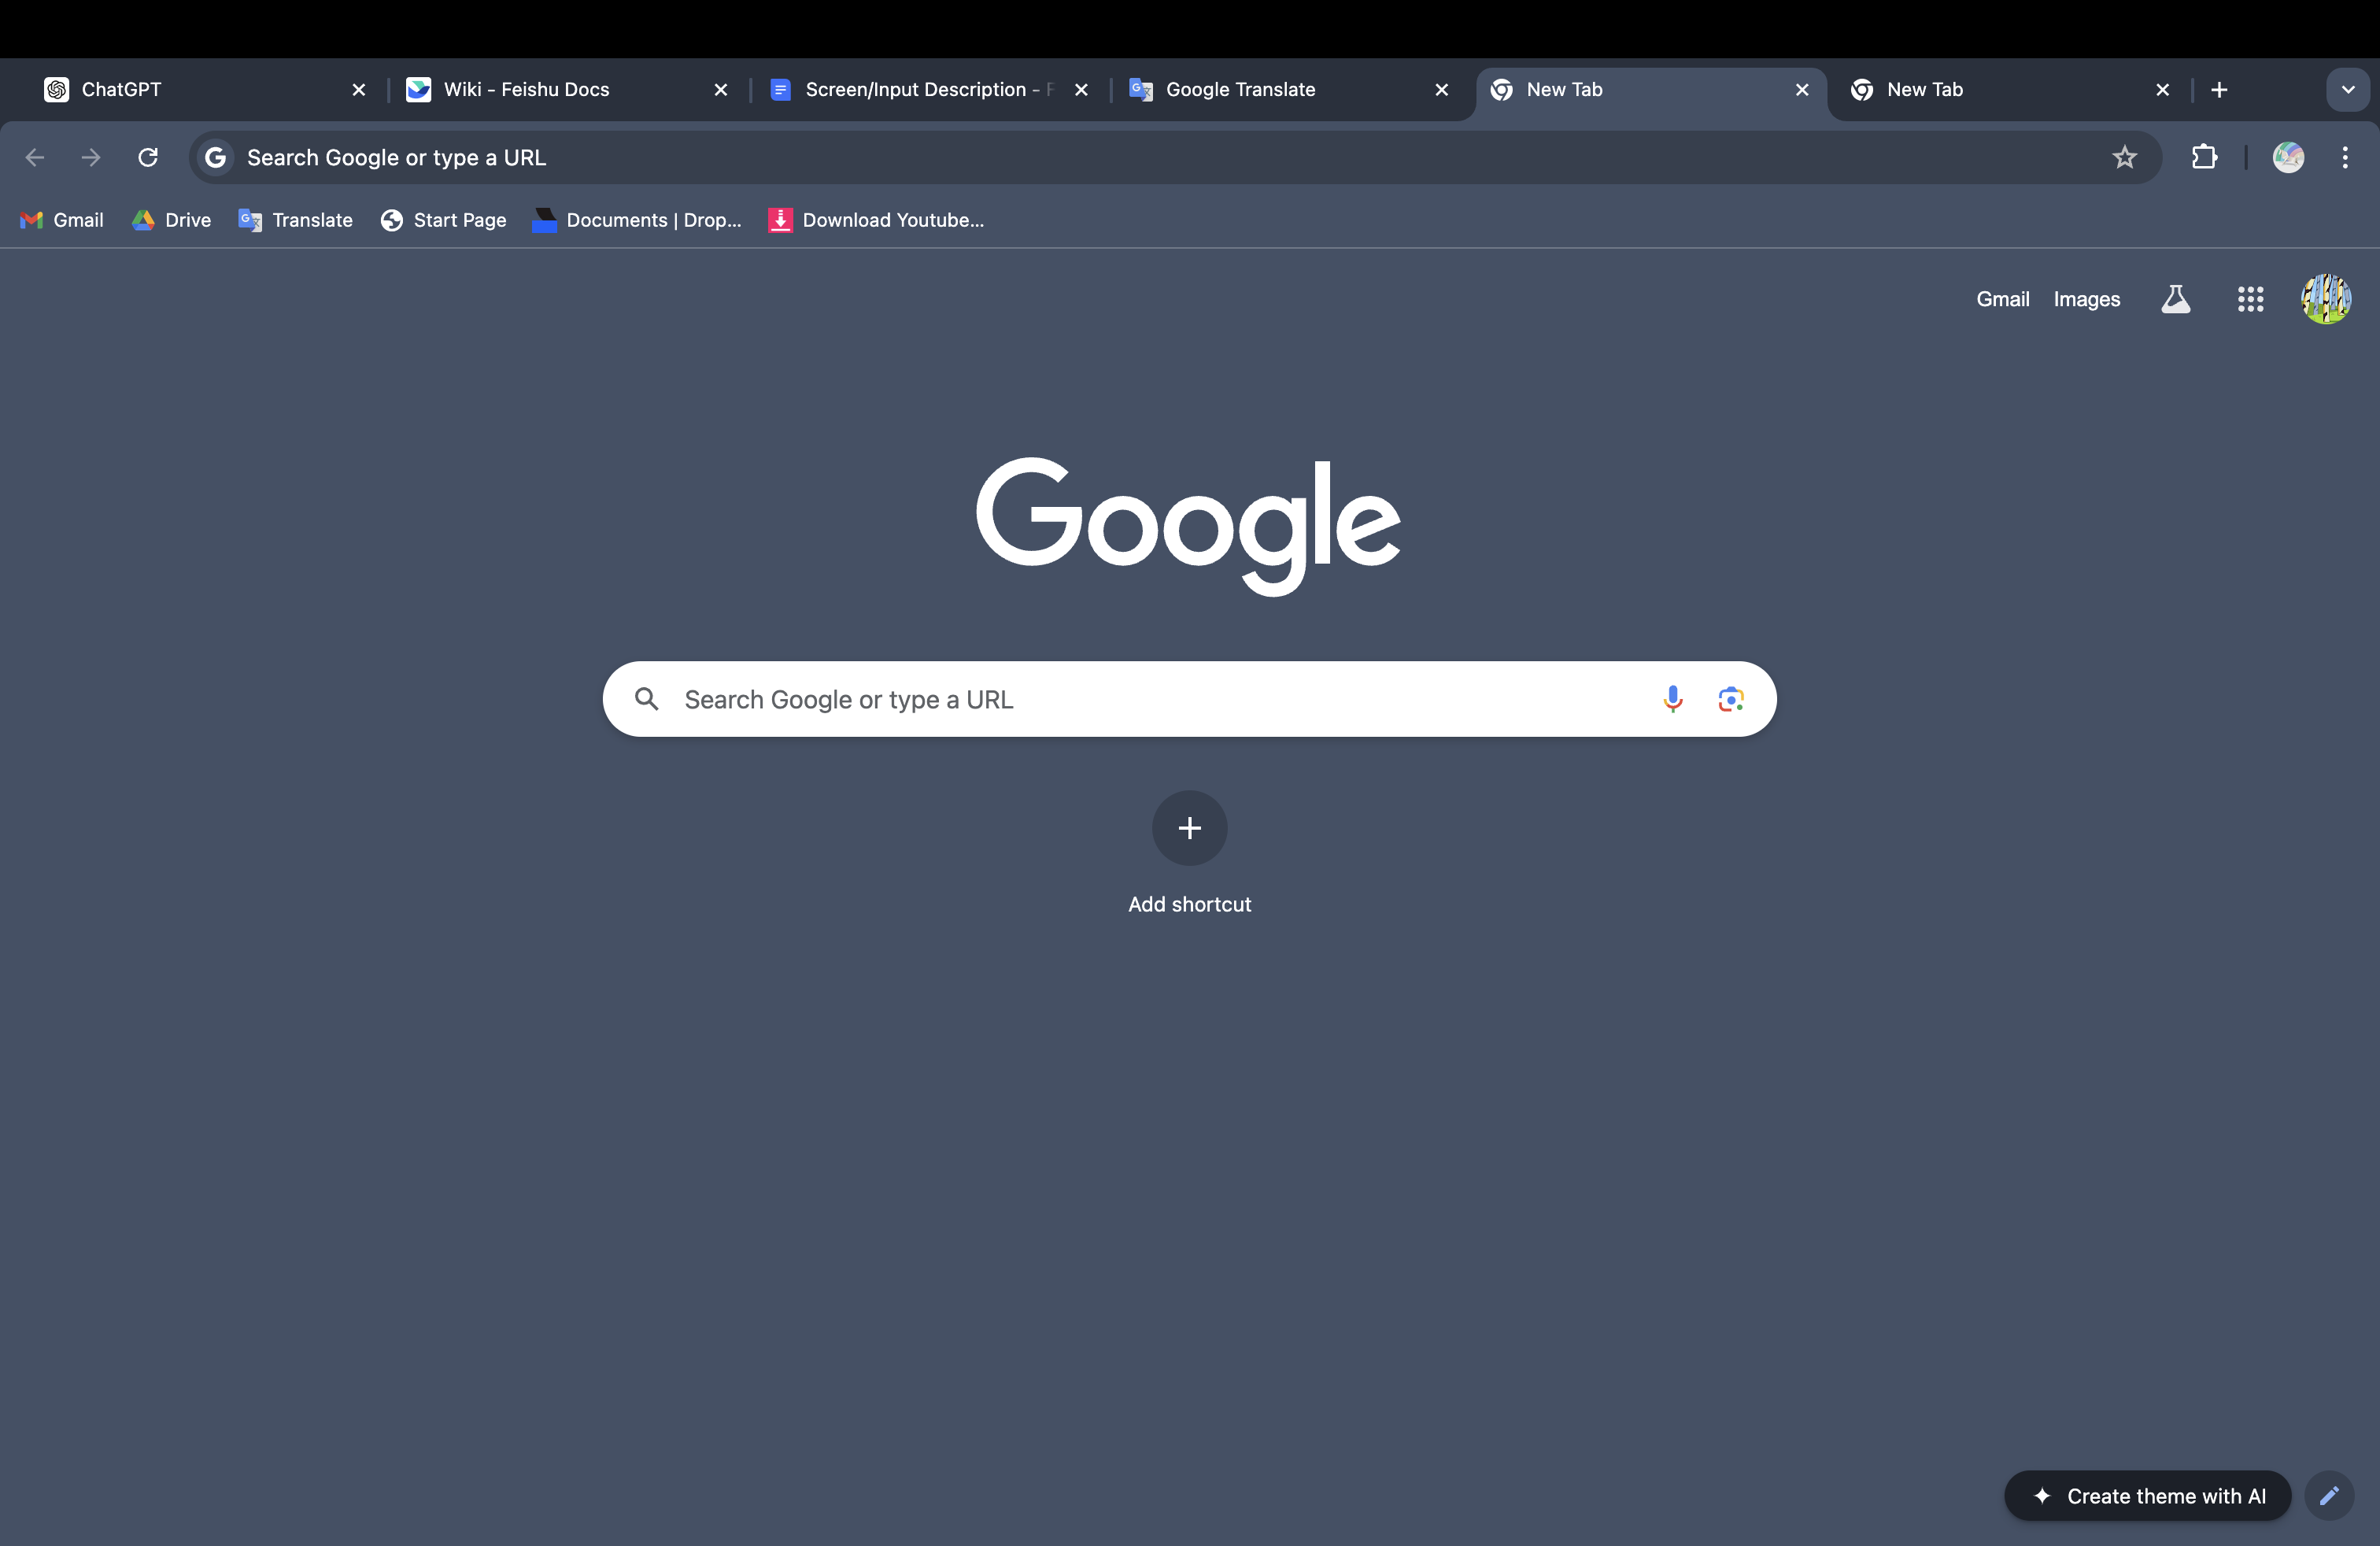 ChatGPT
Wiki - Feishu Docs
Screen/Input Description -
Google Translate
New Tab
New Tab
Search Google or type a URL
Gmail
Drive
Translate
Start Page
Documents | Drop...
Download Youtube...
Gmail
Images
Google
Search Google or type a URL
Add shortcut
Create theme with AI